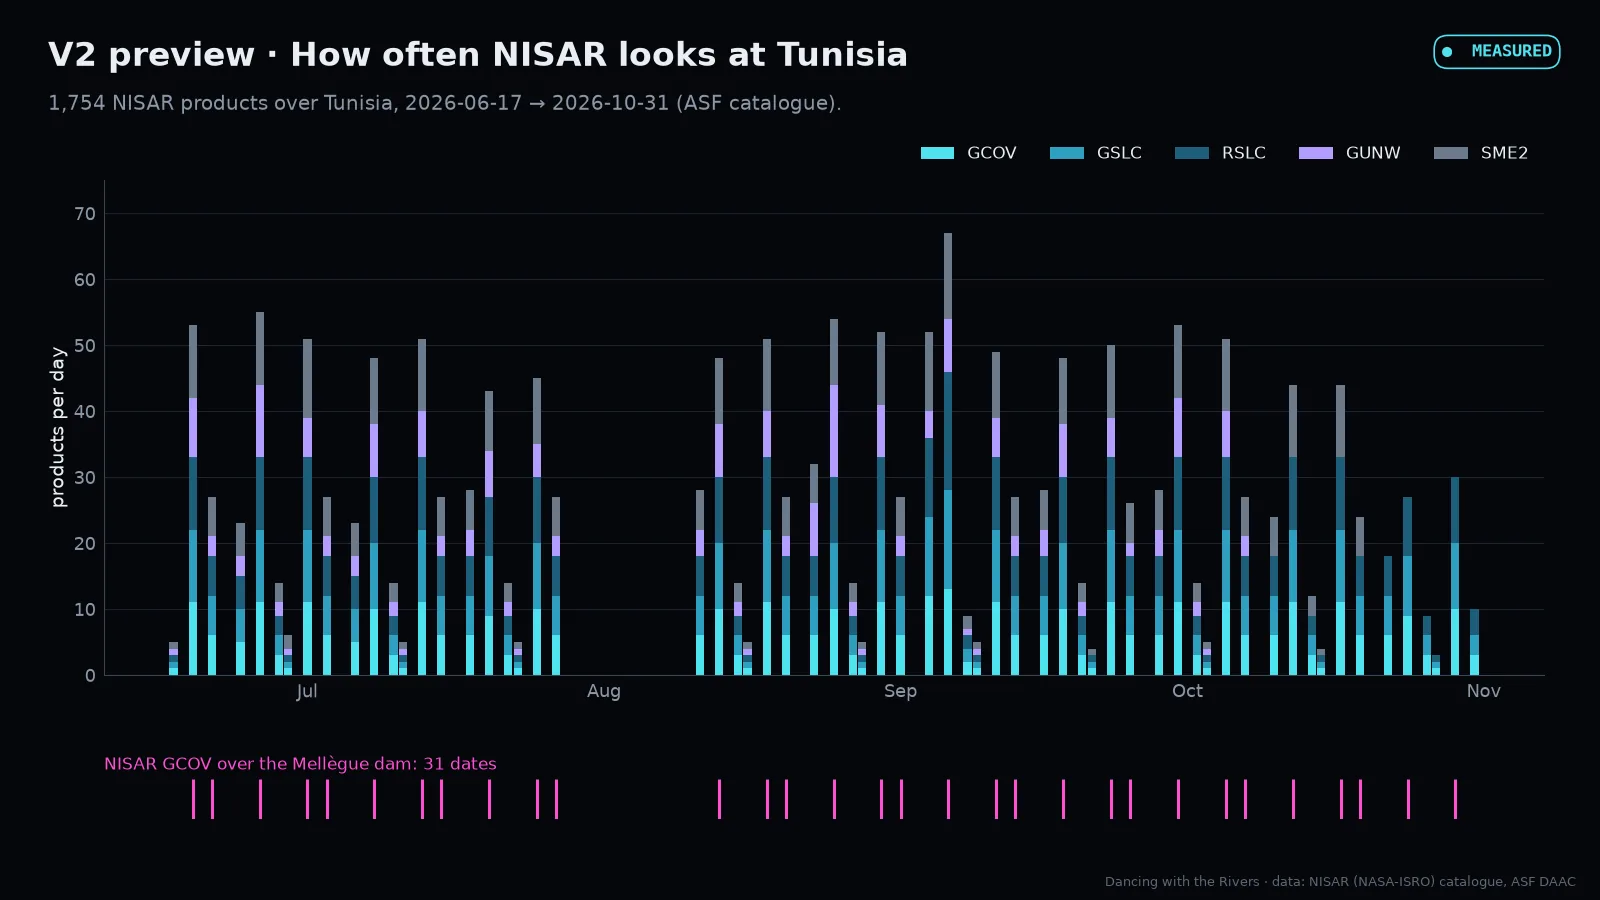 V2 preview · How often NISAR looks at Tunisia
● MEASURED
1,754 NISAR products over Tunisia, 2026-06-17 → 2026-10-31 (ASF catalogue).
GCOV GSLC RSLC GUNW SME2
products per day
70
60
50
40
30
20
10
0
Jul Aug Sep Oct Nov
NISAR GCOV over the Mellègue dam: 31 dates
Dancing with the Rivers · data: NISAR (NASA-ISRO) catalogue, ASF DAAC